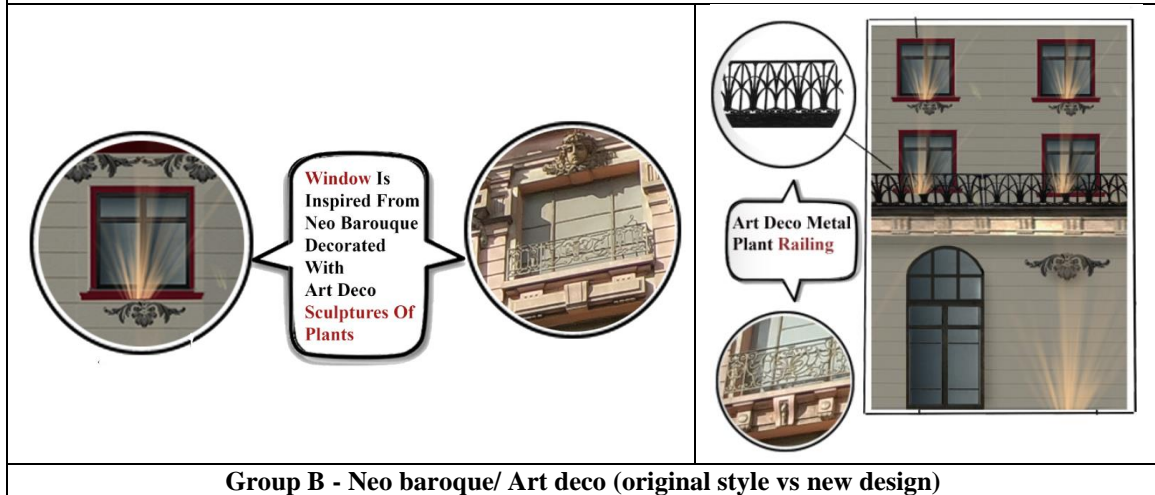 Window Is
Inspired From
Neo Barouque
Decorated
With
Art Deco
Sculptures Of
Plants
Art Deco Metal
Plant Railing
Group B - Neo baroque/ Art deco (original style vs new design)